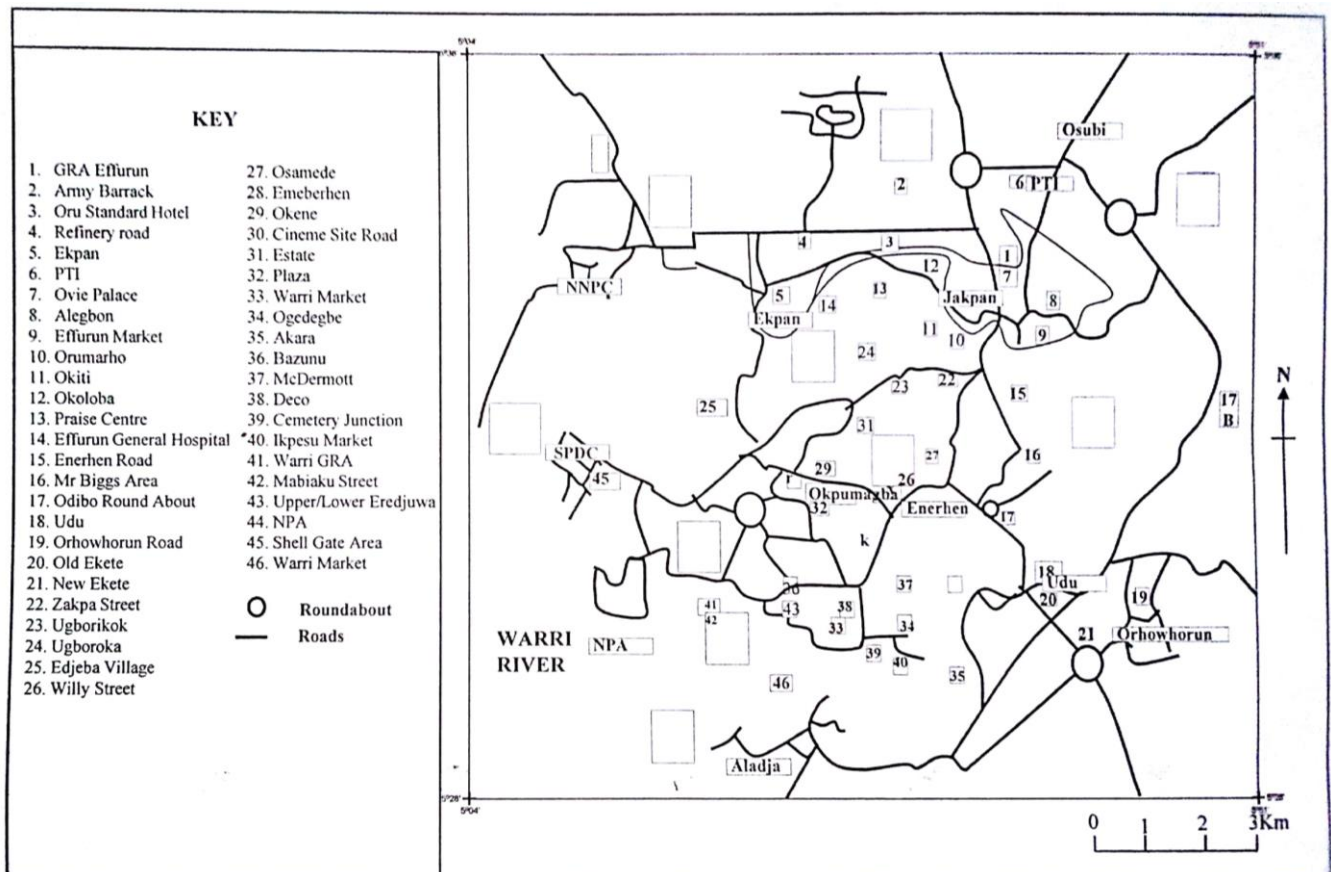 KEY
1. GRA Effurun
2. Army Barrack
3. Oru Standard Hotel
4. Refinery road
5. Ekpan
6. PTI
7. Ovie Palace
8. Alegbon
9. Effurun Market
10. Orumarho
11. Okiti
12. Okoloba
13. Praise Centre
14. Effurun General Hospital
15. Enerhen Road
16. Mr Biggs Area
17. Odibo Round About
18. Udu
19. Orhowhorun Road
20. Old Ekete
21. New Ekete
22. Zakpa Street
23. Ugborikok
24. Ugboroka
25. Edjeba Village
26. Willy Street
27. Osamede
28. Emeberhen
29. Okene
30. Cineme Site Road
31. Estate
32. Plaza
33. Warri Market
34. Ogedegbe
35. Akara
36. Bazunu
37. McDermott
38. Deco
39. Cemetery Junction
40. Ikpesu Market
41. Warri GRA
42. Mabiaku Street
43. Upper/Lower Eredjuwa
44. NPA
45. Shell Gate Area
46. Warri Market
Roundabout
Roads
5º04'
Osubi
2
6 PTI
4
3
1
12
7
NNPC
5
13
14
Jakpan
8
Ekpan
11
10
9
24
23
22
15
25
17
B
N
31
SPDC
45
29
27
16
26
Okpumagba
32
Enerhen
17
k
18
Udu
37
20
19
41
42
43
38
33
34
21
Orhowhorun
WARRI
RIVER
NPA
39
40
35
46
Aladja
5º28'
5º04'
0 1 2 3Km